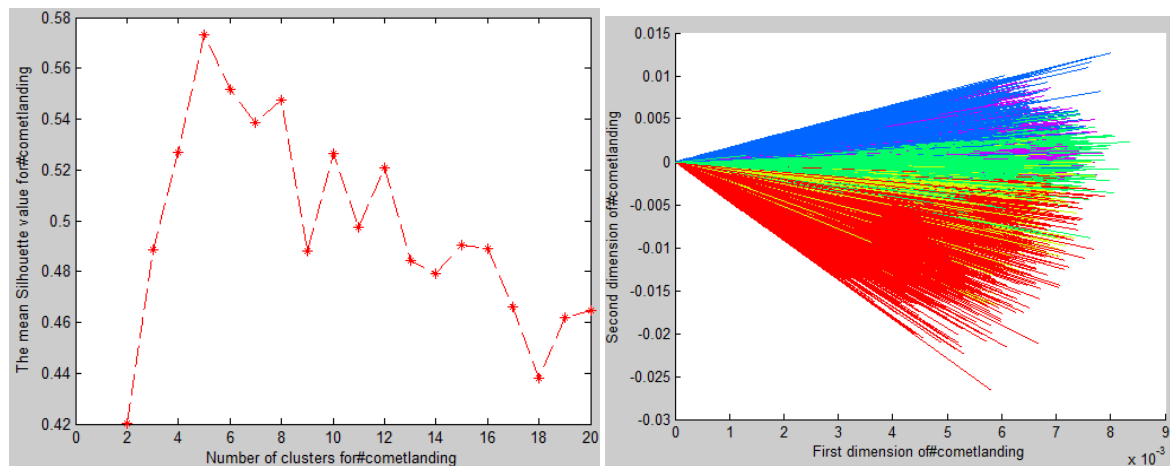 0.58
0.56
0.54
0.52
0.5
0.48
0.46
0.44
0.42
0 2 4 6 8 10 12 14 16 18 20
The mean Silhouette value for#cometlanding
Number of clusters for#cometlanding
0.015
0.01
0.005
0
-0.005
-0.01
-0.015
-0.02
-0.025
-0.03
0 1 2 3 4 5 6 7 8 9
x 10^-3
Second dimension of#cometlanding
First dimension of#cometlanding